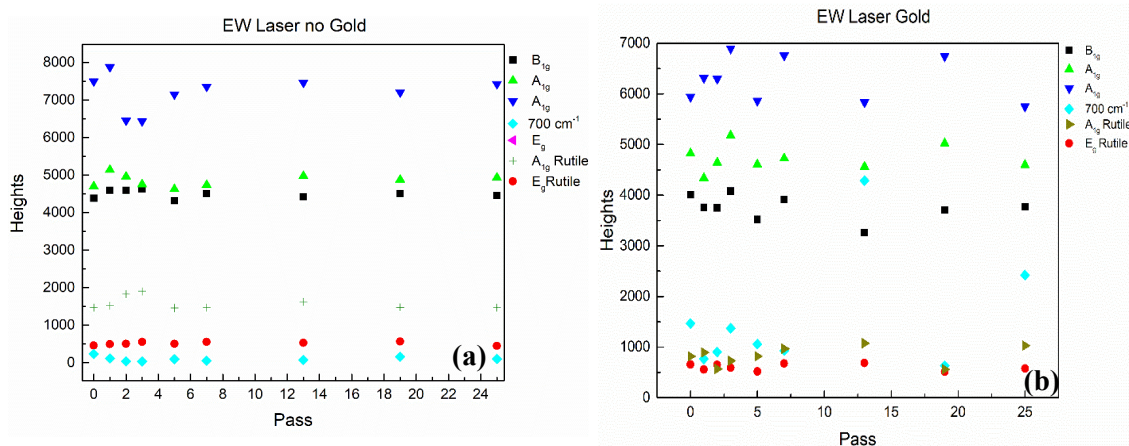 EW Laser no Gold
8000
7000
6000
5000
4000
3000
2000
1000
0
Heights
0 2 4 6 8 10 12 14 16 18 20 22 24
Pass
B1g
A1g
A1g
700 cm-1
Eg
A1g Rutile
EgRutile
(a)
EW Laser Gold
7000
6000
5000
4000
3000
2000
1000
0
Heights
0 5 10 15 20 25
Pass
B1g
A1g
A1g
700 cm-1
A1g Rutile
Eg Rutile
(b)